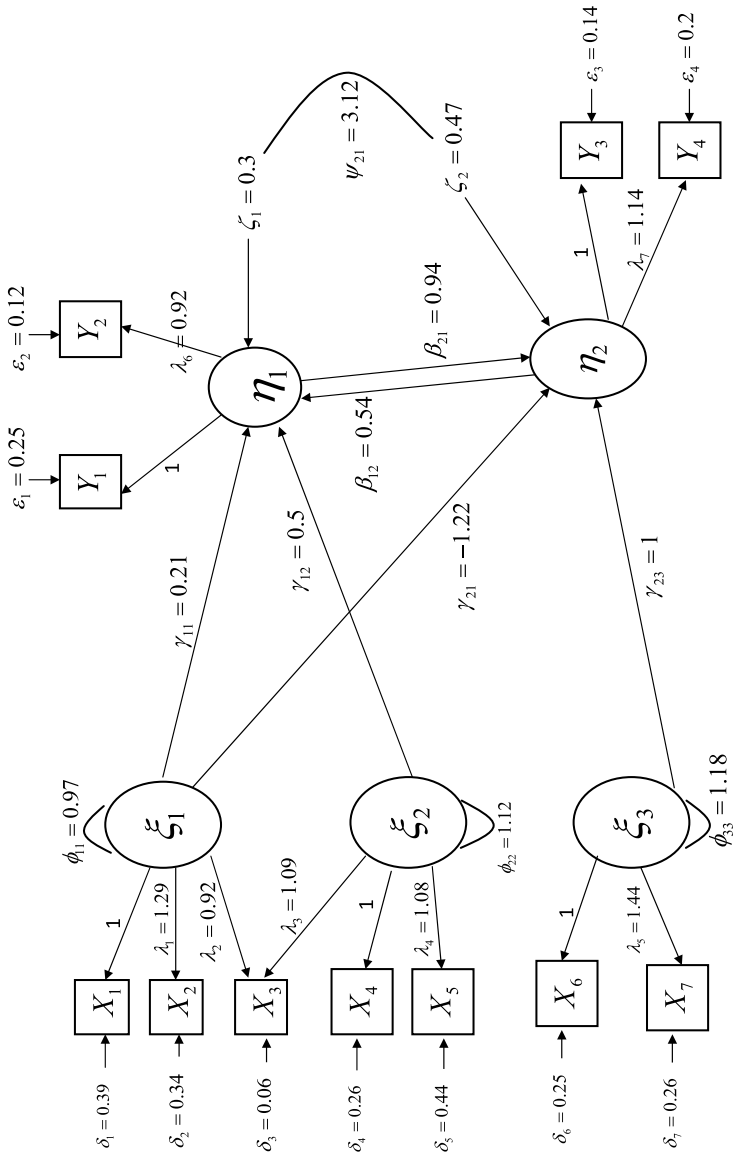 δ₁ = 0.39
δ₂ = 0.34
δ₃ = 0.06
δ₄ = 0.26
δ₅ = 0.44
δ₆ = 0.25
δ₇ = 0.26
X₁
X₂
X₃
X₄
X₅
X₆
X₇
1
λ₁ = 1.29
λ₂ = 0.92
λ₃ = 1.09
1
λ₄ = 1.08
1
λ₅ = 1.44
ϕ₁₁ = 0.97
ξ₁
ξ₂
ϕ₂₂ = 1.12
ξ₃
ϕ₃₃ = 1.18
γ₁₁ = 0.21
γ₁₂ = 0.5
γ₂₁ = −1.22
γ₂₃ = 1
ε₁ = 0.25
Y₁
1
ε₂ = 0.12
Y₂
λ₆ = 0.92
η₁
β₁₂ = 0.54
β₂₁ = 0.94
η₂
ζ₁ = 0.3
ψ₂₁ = 3.12
ζ₂ = 0.47
1
λ₇ = 1.14
Y₃
Y₄
ε₃ = 0.14
ε₄ = 0.2